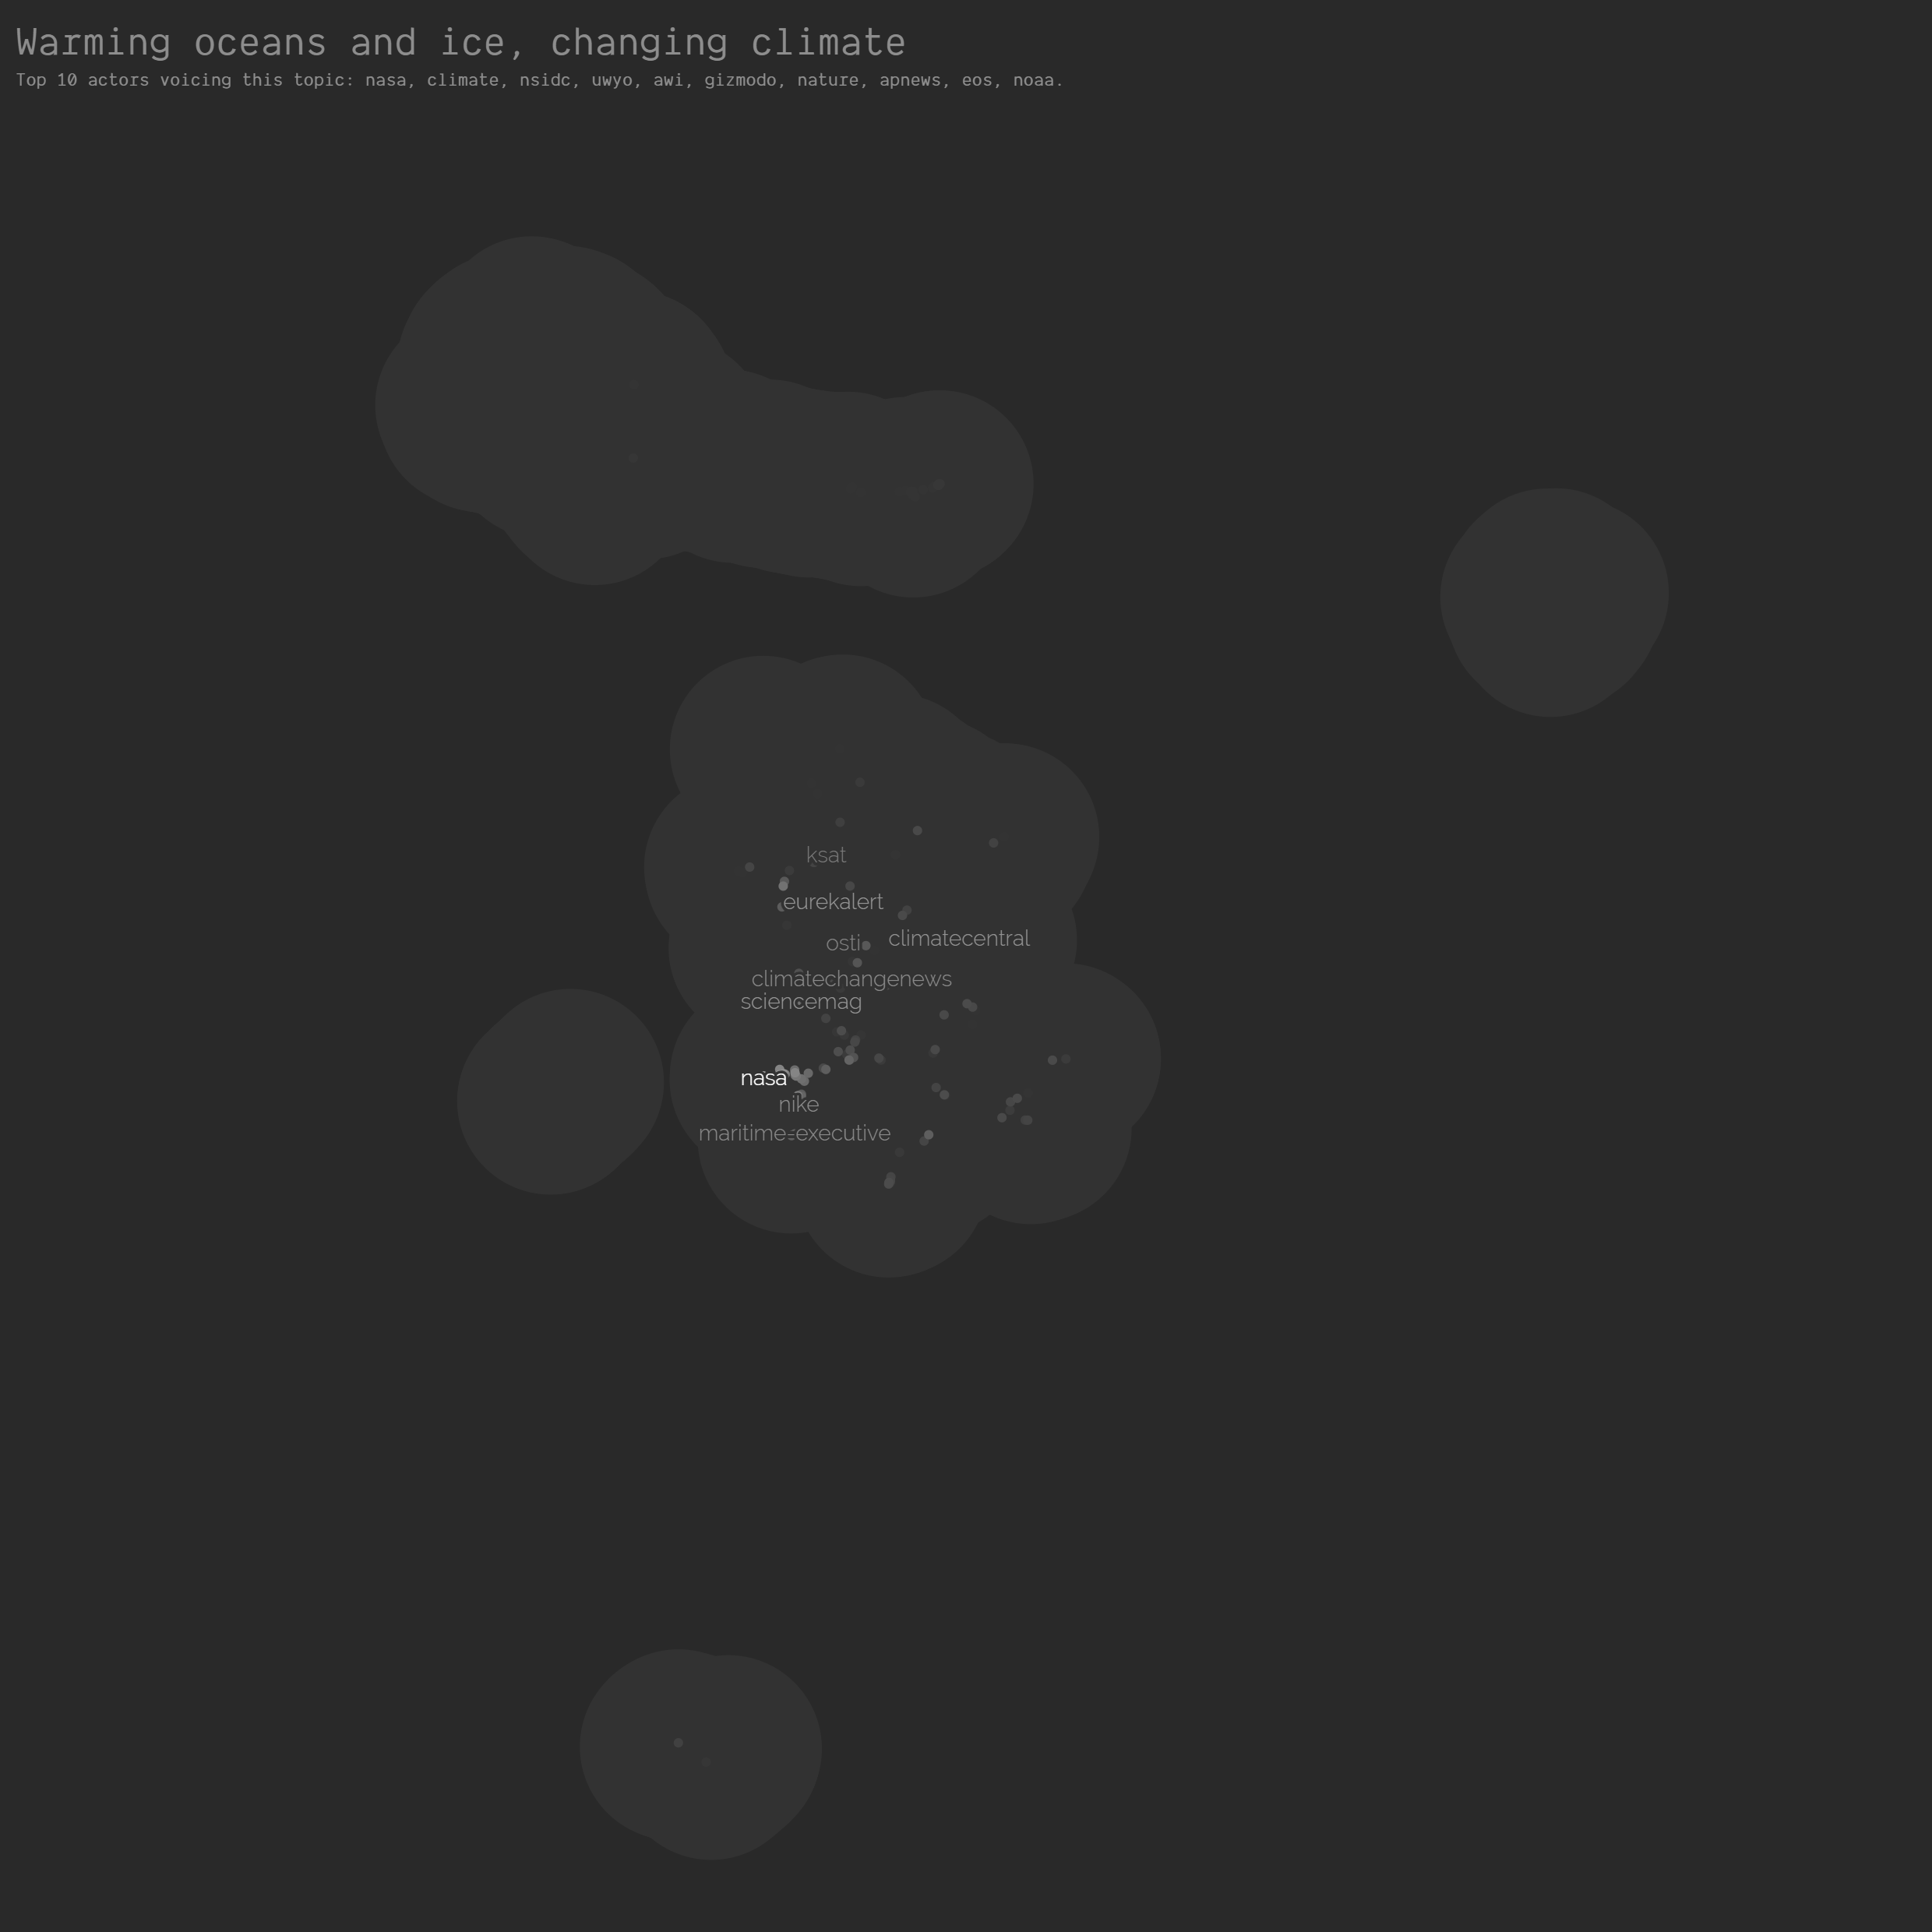 Warming oceans and ice, changing climate
Top 10 actors voicing this topic: nasa, climate, nsidc, uwyo, awi, gizmodo, nature, apnews, eos, noaa.
ksat
eurekalert
climatecentral
osti
climatechangenews
sciencemag
nasa
nike
maritime-executive